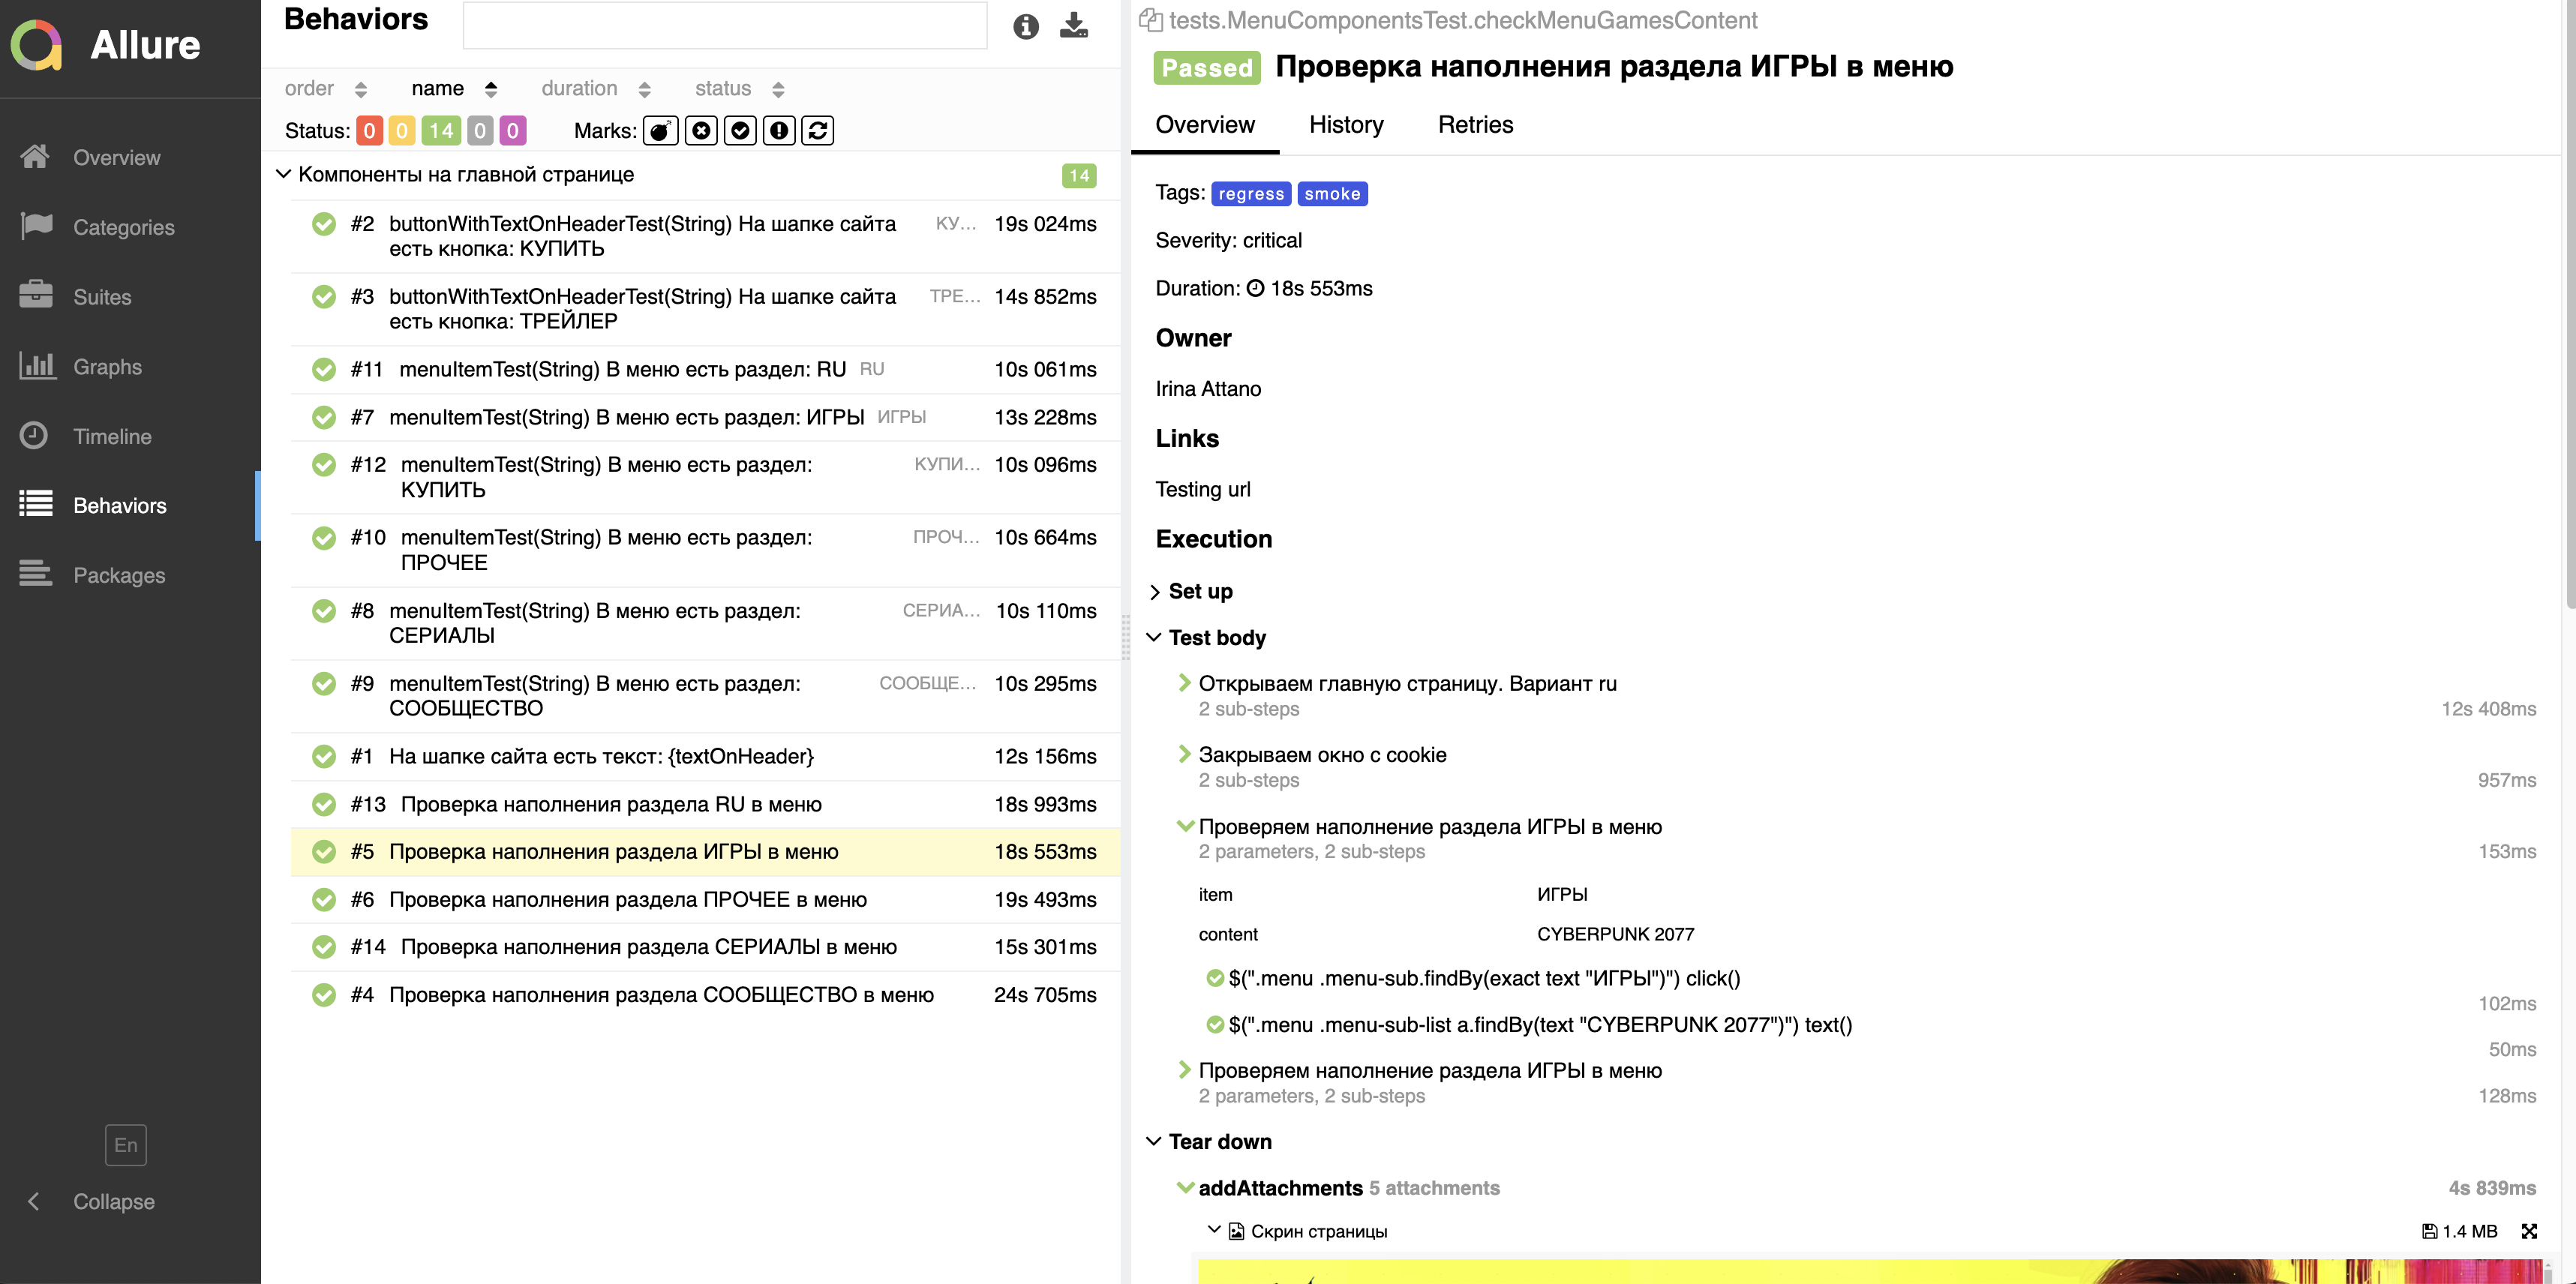 Allure
Overview
Categories
Suites
Graphs
Timeline
Behaviors
Packages
En
Collapse
Behaviors
order name duration status
Status: 0 0 14 0 0 Marks:
Компоненты на главной странице 14
#2 buttonWithTextOnHeaderTest(String) На шапке сайта есть кнопка: КУПИТЬ КУ... 19s 024ms
#3 buttonWithTextOnHeaderTest(String) На шапке сайта есть кнопка: ТРЕЙЛЕР ТРЕ... 14s 852ms
#11 menuItemTest(String) В меню есть раздел: RU RU 10s 061ms
#7 menuItemTest(String) В меню есть раздел: ИГРЫ ИГРЫ 13s 228ms
#12 menuItemTest(String) В меню есть раздел: КУПИТЬ КУПИ... 10s 096ms
#10 menuItemTest(String) В меню есть раздел: ПРОЧЕЕ ПРОЧ... 10s 664ms
#8 menuItemTest(String) В меню есть раздел: СЕРИАЛЫ СЕРИА... 10s 110ms
#9 menuItemTest(String) В меню есть раздел: СООБЩЕСТВО СООБЩЕ... 10s 295ms
#1 На шапке сайта есть текст: {textOnHeader} 12s 156ms
#13 Проверка наполнения раздела RU в меню 18s 993ms
#5 Проверка наполнения раздела ИГРЫ в меню 18s 553ms
#6 Проверка наполнения раздела ПРОЧЕЕ в меню 19s 493ms
#14 Проверка наполнения раздела СЕРИАЛЫ в меню 15s 301ms
#4 Проверка наполнения раздела СООБЩЕСТВО в меню 24s 705ms
tests.MenuComponentsTest.checkMenuGamesContent
Passed Проверка наполнения раздела ИГРЫ в меню
Overview History Retries
Tags: regress smoke
Severity: critical
Duration: 18s 553ms
Owner
Irina Attano
Links
Testing url
Execution
Set up
Test body
Открываем главную страницу. Вариант ru
2 sub-steps 12s 408ms
Закрываем окно с cookie
2 sub-steps 957ms
Проверяем наполнение раздела ИГРЫ в меню
2 parameters, 2 sub-steps 153ms
item ИГРЫ
content CYBERPUNK 2077
$(".menu .menu-sub.findBy(exact text "ИГРЫ")") click()
102ms
$(".menu .menu-sub-list a.findBy(text "CYBERPUNK 2077")") text()
50ms
Проверяем наполнение раздела ИГРЫ в меню
2 parameters, 2 sub-steps 128ms
Tear down
addAttachments 5 attachments 4s 839ms
Скрин страницы 1.4 MB